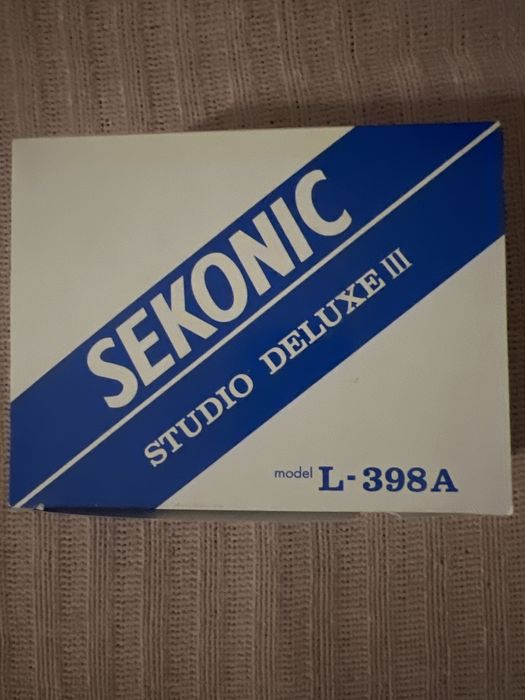 SEKONIC
STUDIO DELUXE III
model L-398A